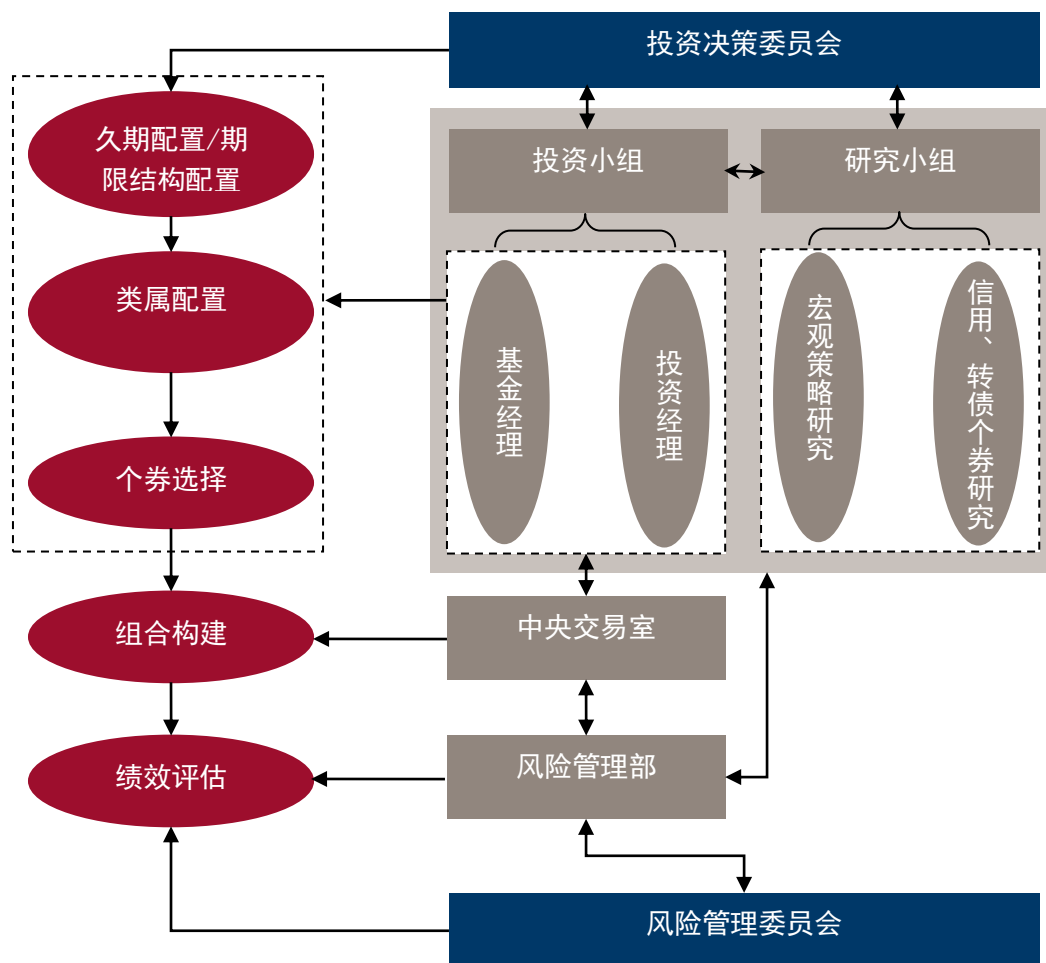 投资决策委员会
久期配置/期
限结构配置
投资小组
研究小组
类属配置
基金经理
投资经理
宏观策略研究
信用、转债个券研究
个券选择
组合构建
中央交易室
绩效评估
风险管理部
风险管理委员会